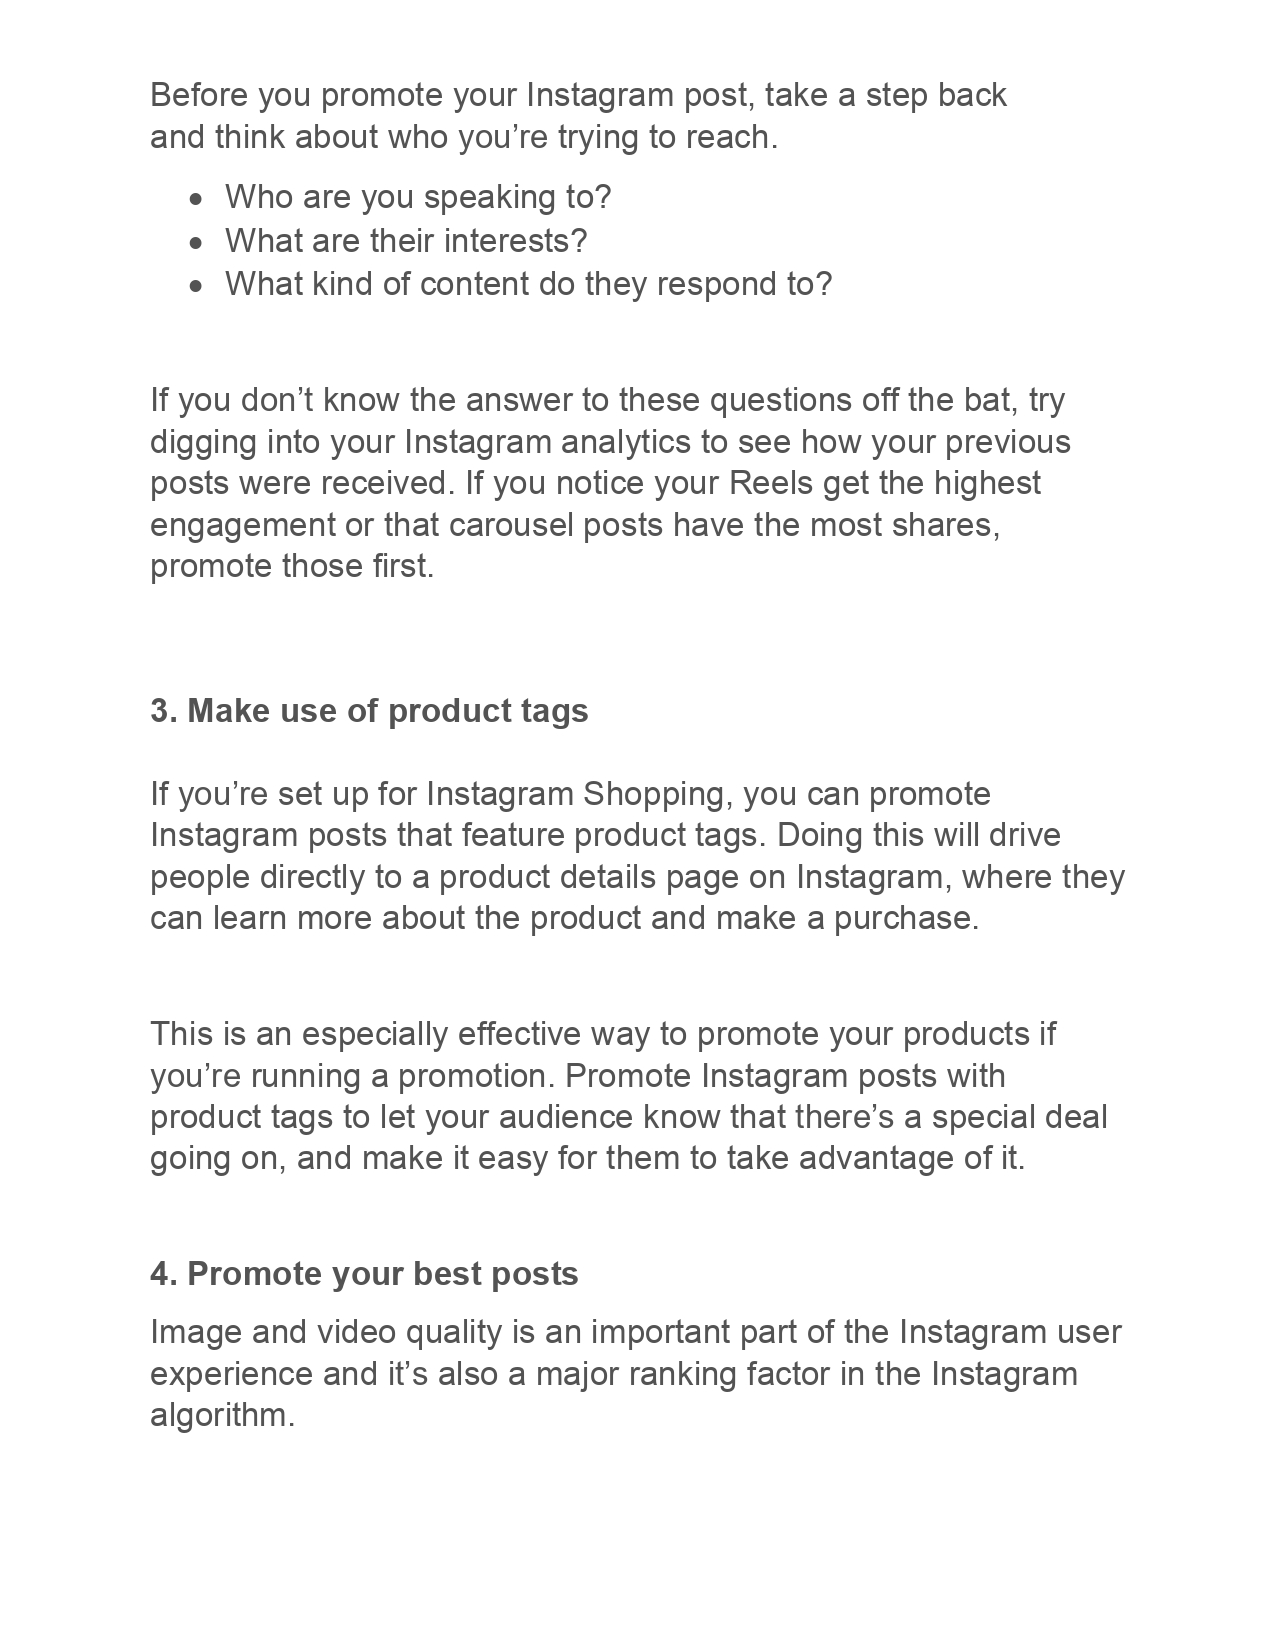 Before you promote your Instagram post, take a step back
and think about who you’re trying to reach.
• Who are you speaking to?
• What are their interests?
• What kind of content do they respond to?
If you don’t know the answer to these questions off the bat, try
digging into your Instagram analytics to see how your previous
posts were received. If you notice your Reels get the highest
engagement or that carousel posts have the most shares,
promote those first.
3. Make use of product tags
If you’re set up for Instagram Shopping, you can promote
Instagram posts that feature product tags. Doing this will drive
people directly to a product details page on Instagram, where they
can learn more about the product and make a purchase.
This is an especially effective way to promote your products if
you’re running a promotion. Promote Instagram posts with
product tags to let your audience know that there’s a special deal
going on, and make it easy for them to take advantage of it.
4. Promote your best posts
Image and video quality is an important part of the Instagram user
experience and it’s also a major ranking factor in the Instagram
algorithm.